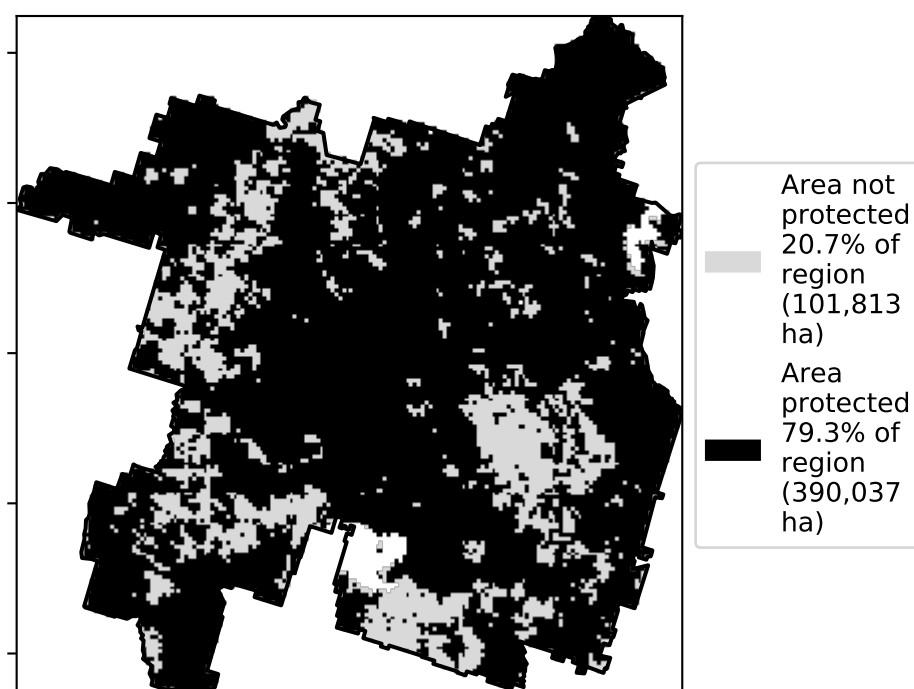 Area not
protected
20.7% of
region
(101,813
ha)
Area
protected
79.3% of
region
(390,037
ha)